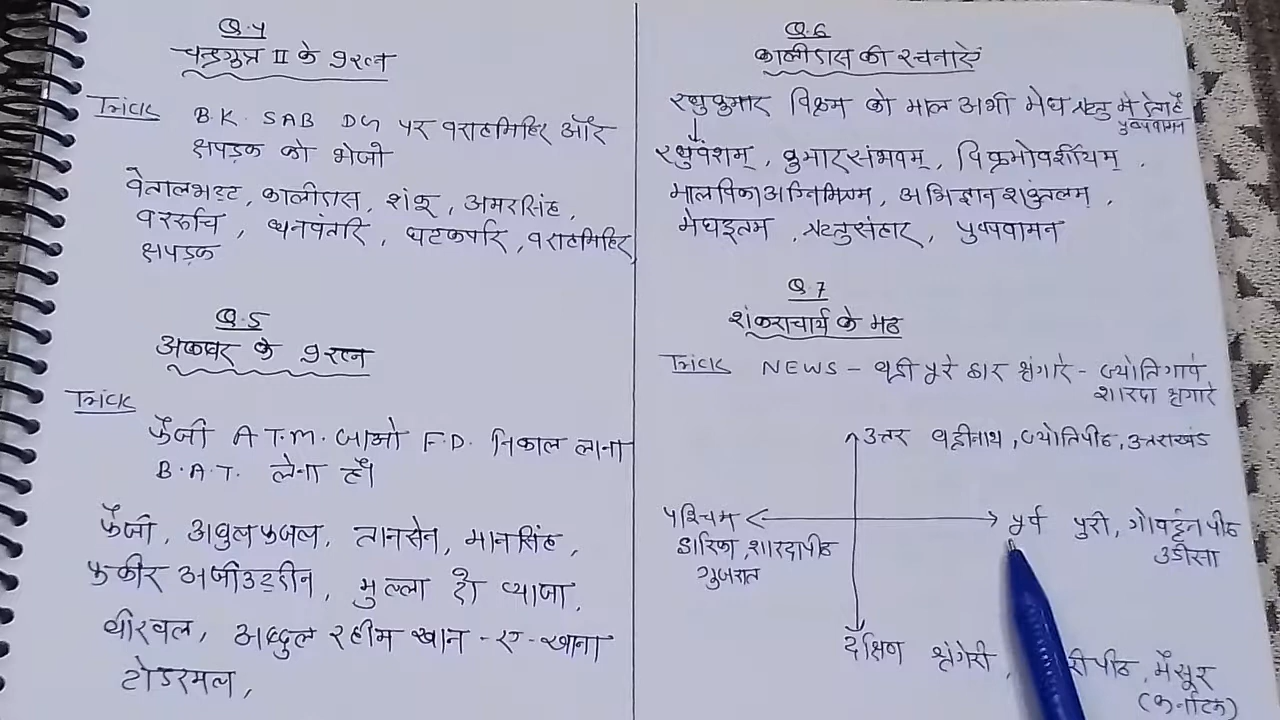 Q.4
चन्द्रगुप्त II के 9 रत्न
Trick
B.K. SAB DG पर वराहमिहिर और
क्षपड़क को भेजो
वेतालभट्ट, कालीदास, शंकू, अमरसिंह,
वररुचि, धनवंतरि, घटकर्परि, वराहमिहिर,
क्षपड़क
Q.5
अकबर के 9 रत्न
Trick
फैजी A.T.M. जाओ F.D. निकाल लाना
B.A.T. लेना है।
फैजी, अबुल फजल, तानसेन, मानसिंह,
फकीर अजीउद्दीन, मुल्ला दो प्याजा,
बीरबल, अब्दुल रहीम खान-ए-खाना
टोडरमल,
Q.6
कालीदास की रचनाऐं
रघुकुमार विक्रम को माल अभी मेघ ऋतु मे देगा
पुष्पवामन
रघुवंशम्, कुमारसंभवम्, विक्रमोवर्शीयम्,
मालविकाअग्निमित्रम, अभिज्ञान शंकुतलम्,
मेघदूतम, ऋतुसंहार, पुष्पवामन
Q.7
शंकराचार्य के मठ
Trick NEWS - बद्री पूरे द्वार श्रृंगारे - ज्योतिगोवे
शारदा श्रृंगारे
उत्तर बद्रीनाथ, ज्योतिपीठ, उत्तराखंड
पश्चिम
द्वारिका, शारदापीठ
गुजरात
पूर्व पुरी, गोवर्द्धनपीठ
उडीसा
दक्षिण श्रृंगेरी, रीपीठ, मैसूर
(कर्नाटक)